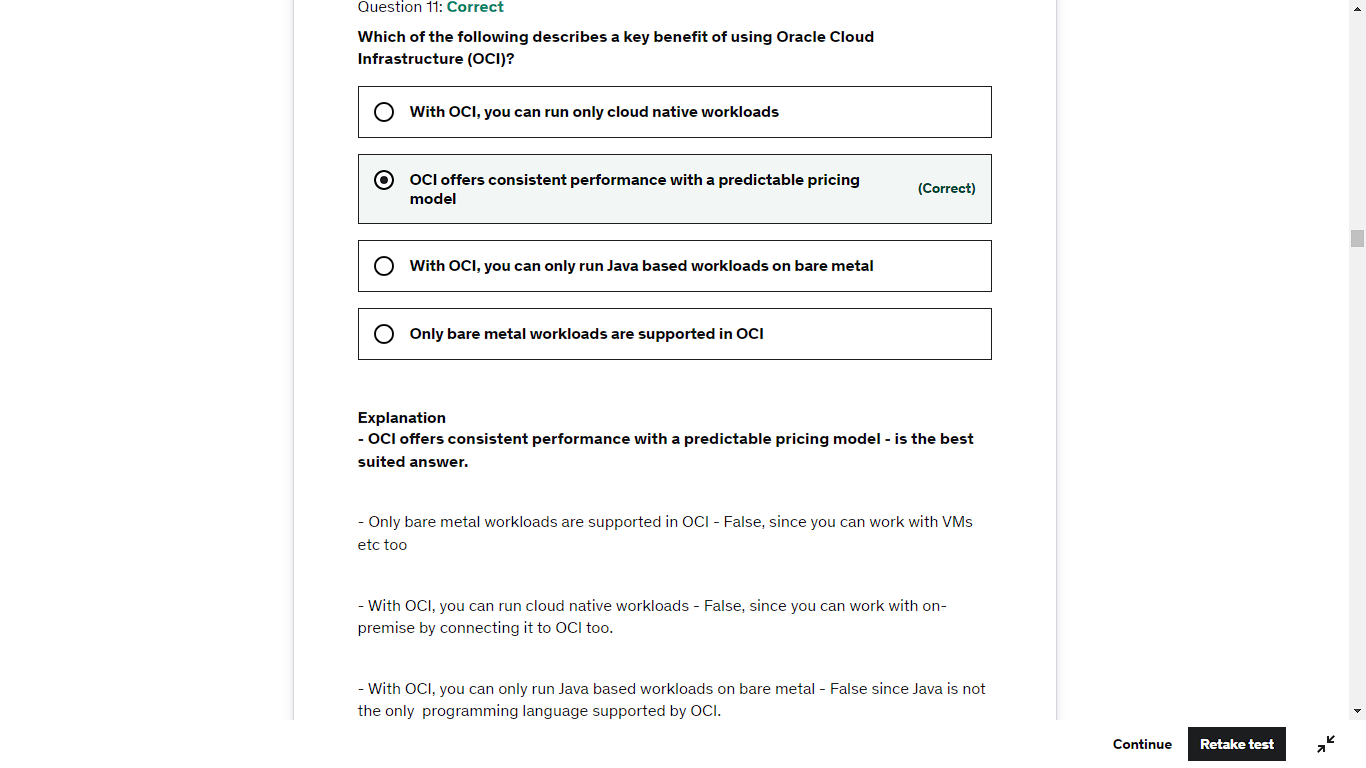 Question 11: Correct
Which of the following describes a key benefit of using Oracle Cloud
Infrastructure (OCI)?
With OCI, you can run only cloud native workloads
OCI offers consistent performance with a predictable pricing
model
(Correct)
With OCI, you can only run Java based workloads on bare metal
Only bare metal workloads are supported in OCI
Explanation
- OCI offers consistent performance with a predictable pricing model - is the best
suited answer.
- Only bare metal workloads are supported in OCI - False, since you can work with VMs
etc too
- With OCI, you can run cloud native workloads - False, since you can work with on-
premise by connecting it to OCI too.
- With OCI, you can only run Java based workloads on bare metal - False since Java is not
the only  programming language supported by OCI.
Continue
Retake test